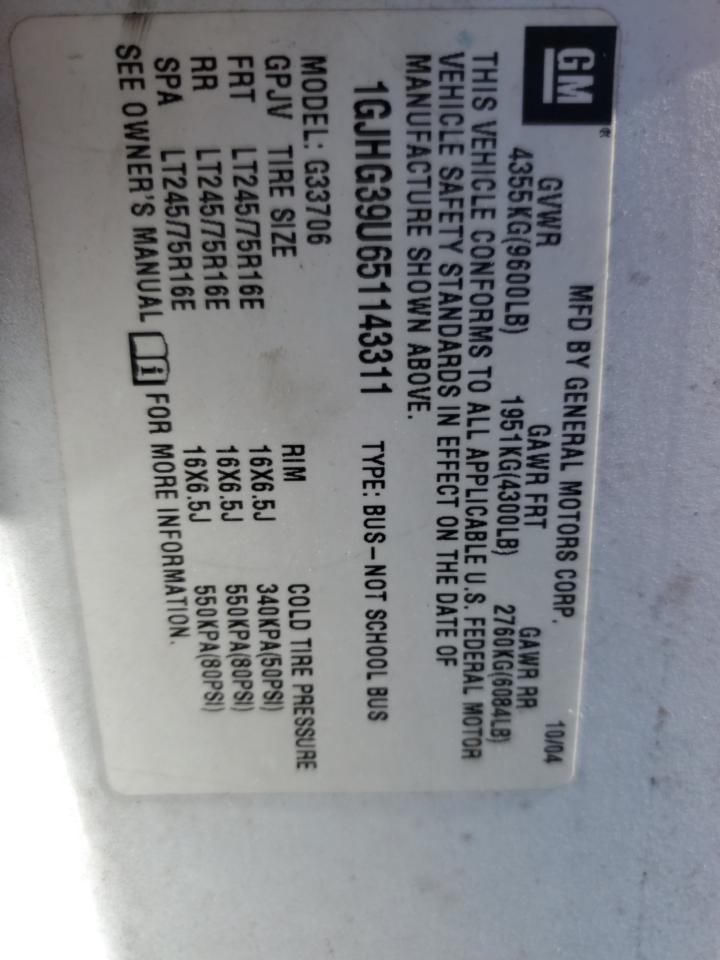 GM
MFD BY GENERAL MOTORS CORP. 10/04
GVWR GAWR FRT GAWR RR
4355KG(9600LB) 1951KG(4300LB) 2760KG(6084LB)
THIS VEHICLE CONFORMS TO ALL APPLICABLE U.S. FEDERAL MOTOR
VEHICLE SAFETY STANDARDS IN EFFECT ON THE DATE OF
MANUFACTURE SHOWN ABOVE.
1GJHG39U651143311 TYPE: BUS-NOT SCHOOL BUS
MODEL: G33706
GPJV TIRE SIZE RIM COLD TIRE PRESSURE
FRT LT245/75R16E 16X6.5J 340KPA(50PSI)
RR LT245/75R16E 16X6.5J 550KPA(80PSI)
SPA LT245/75R16E 16X6.5J 550KPA(80PSI)
SEE OWNER'S MANUAL i FOR MORE INFORMATION.